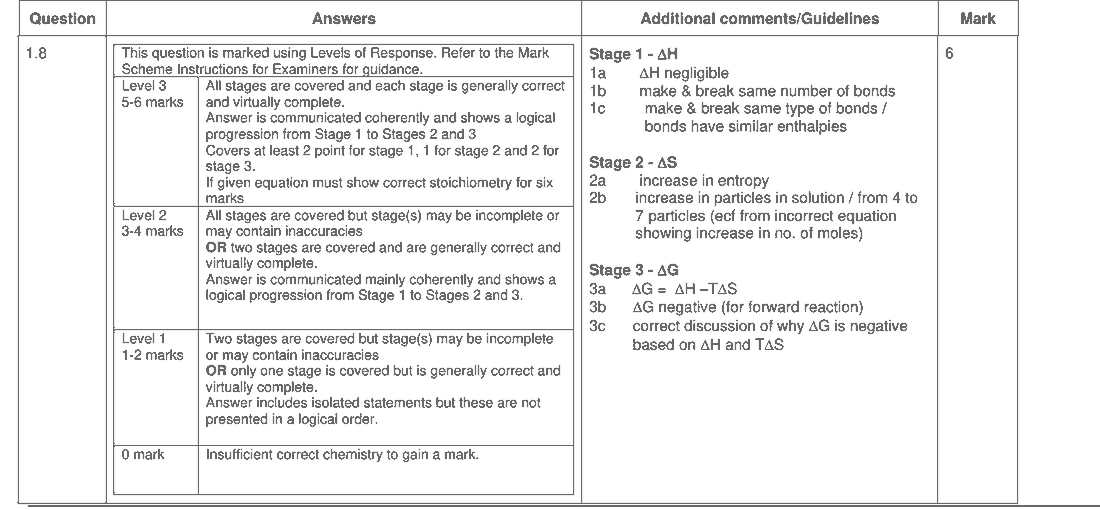 Question Answers Additional comments/Guidelines Mark
1.8
This question is marked using Levels of Response. Refer to the Mark
Scheme Instructions for Examiners for guidance.
Level 3
5-6 marks
All stages are covered and each stage is generally correct
and virtually complete.
Answer is communicated coherently and shows a logical
progression from Stage 1 to Stages 2 and 3
Covers at least 2 point for stage 1, 1 for stage 2 and 2 for
stage 3.
If given equation must show correct stoichiometry for six
marks
Level 2
3-4 marks
All stages are covered but stage(s) may be incomplete or
may contain inaccuracies
OR two stages are covered and are generally correct and
virtually complete.
Answer is communicated mainly coherently and shows a
logical progression from Stage 1 to Stages 2 and 3.
Level 1
1-2 marks
Two stages are covered but stage(s) may be incomplete
or may contain inaccuracies
OR only one stage is covered but is generally correct and
virtually complete.
Answer includes isolated statements but these are not
presented in a logical order.
0 mark
Insufficient correct chemistry to gain a mark.
Stage 1 - ΔH
1a ΔH negligible
1b make & break same number of bonds
1c make & break same type of bonds /
bonds have similar enthalpies
Stage 2 - ΔS
2a increase in entropy
2b increase in particles in solution / from 4 to
7 particles (ecf from incorrect equation
showing increase in no. of moles)
Stage 3 - ΔG
3a ΔG = ΔH –TΔS
3b ΔG negative (for forward reaction)
3c correct discussion of why ΔG is negative
based on ΔH and TΔS
6